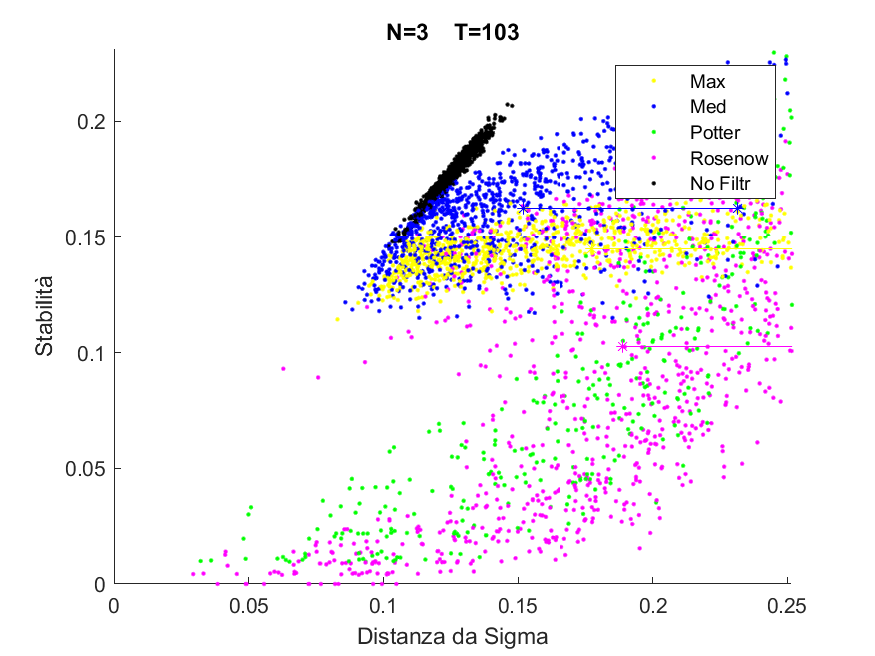 N=3 T=103
Max
Med
Potter
Rosenow
No Filtr
Stabilità
0.2
0.15
0.1
0.05
0
0
0.05
0.1
0.15
0.2
0.25
Distanza da Sigma